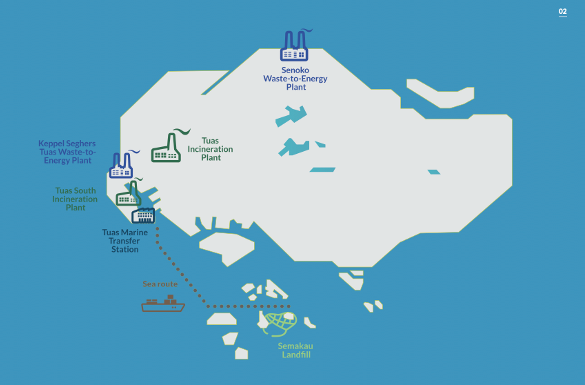 02
Senoko
Waste-to-Energy
Plant
Tuas
Incineration
Plant
Keppel Seghers
Tuas Waste-to-
Energy Plant
Tuas South
Incineration
Plant
Tuas Marine
Transfer
Station
Sea route
Semakau
Landfill